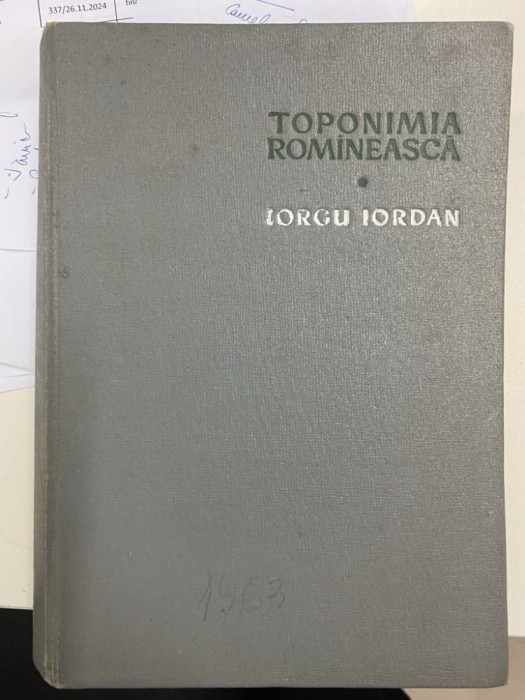 337/26.11.2024
TOPONIMIA
ROMÎNEASCĂ
IORGU IORDAN
1963